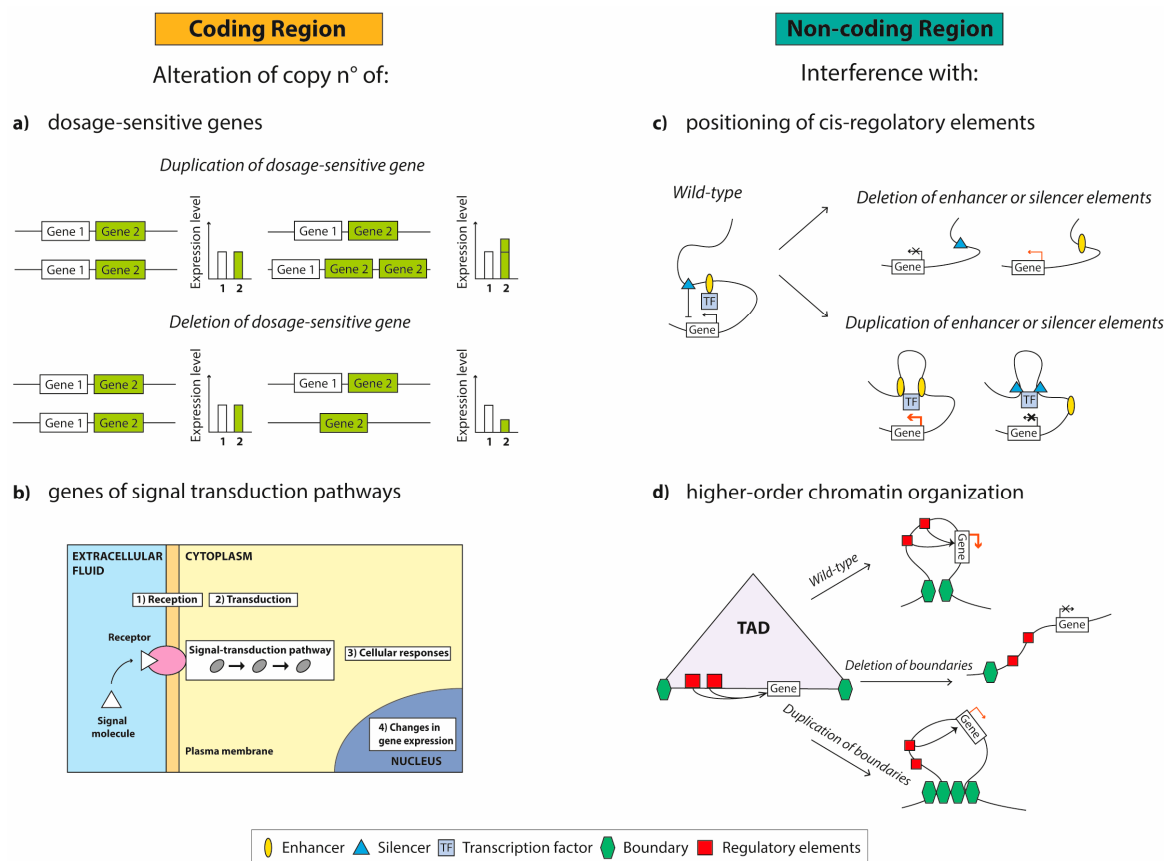 Coding Region
Alteration of copy n° of:
a) dosage-sensitive genes
Duplication of dosage-sensitive gene
Gene 1 Gene 2
Gene 1 Gene 2
Expression level
1 2
Gene 1 Gene 2
Gene 1 Gene 2 Gene 2
Expression level
1 2
Deletion of dosage-sensitive gene
Gene 1 Gene 2
Gene 1 Gene 2
Expression level
1 2
Gene 1 Gene 2
Gene 2
Expression level
1 2
b) genes of signal transduction pathways
EXTRACELLULAR
FLUID
CYTOPLASM
1) Reception
2) Transduction
Receptor
Signal-transduction pathway
3) Cellular responses
Signal
molecule
4) Changes in
gene expression
Plasma membrane
NUCLEUS
Non-coding Region
Interference with:
c) positioning of cis-regolatory elements
Wild-type
TF
Gene
Deletion of enhancer or silencer elements
Gene
Gene
Duplication of enhancer or silencer elements
TF
Gene
TF
Gene
d) higher-order chromatin organization
TAD
Gene
Wild-type
Gene
Deletion of boundaries
Gene
Duplication of boundaries
Gene
Enhancer Silencer TF Transcription factor Boundary Regulatory elements